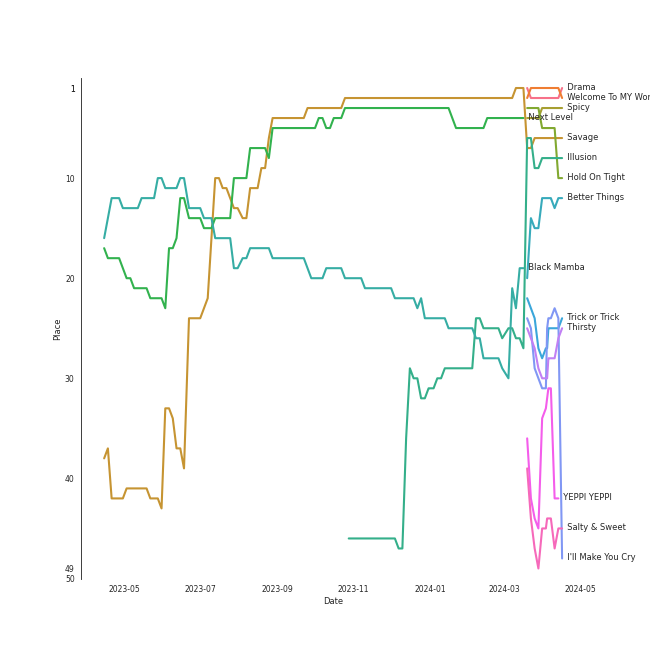 Drama
Welcome To MY Wor
Spicy
Next Level
Savage
Illusion
Hold On Tight
Better Things
Black Mamba
Trick or Trick
Thirsty
YEPPI YEPPI
Salty & Sweet
I'll Make You Cry
1
10
20
30
40
49
50
Place
2023-05
2023-07
2023-09
2023-11
2024-01
2024-03
2024-05
Date